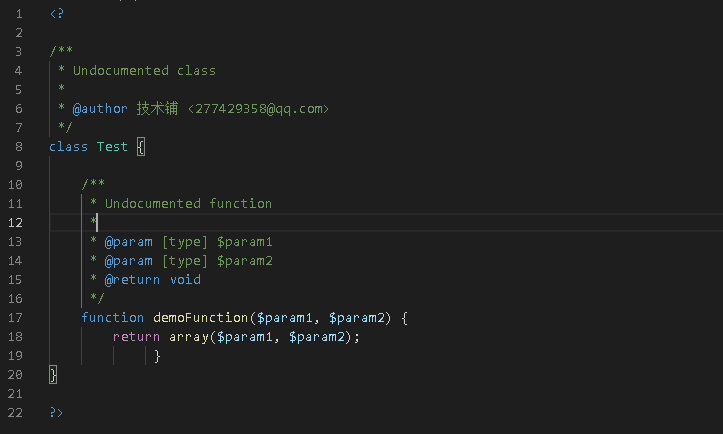 1 <?
2
3 /**
4  * Undocumented class
5  *
6  * @author 技术铺 <277429358@qq.com>
7  */
8 class Test {
9
10     /**
11      * Undocumented function
12      *
13      * @param [type] $param1
14      * @param [type] $param2
15      * @return void
16      */
17     function demoFunction($param1, $param2) {
18         return array($param1, $param2);
19              }
20 }
21
22 ?>